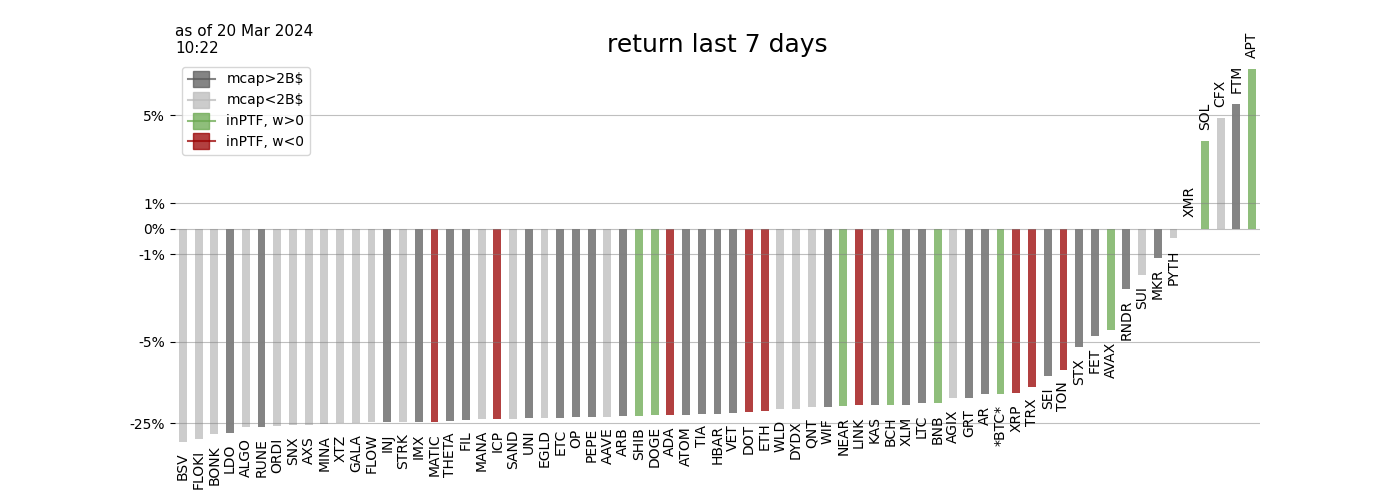 as of 20 Mar 2024
10:22
return last 7 days
mcap>2B$
mcap<2B$
inPTF, w>0
inPTF, w<0
5%
1%
0%
-1%
-5%
-25%
BSV
FLOKI
BONK
LDO
ALGO
RUNE
ORDI
SNX
AXS
MINA
XTZ
GALA
FLOW
INJ
STRK
IMX
MATIC
THETA
FIL
MANA
ICP
SAND
UNI
EGLD
ETC
OP
PEPE
AAVE
ARB
SHIB
DOGE
ADA
ATOM
TIA
HBAR
VET
DOT
ETH
WLD
DYDX
QNT
WIF
NEAR
LINK
KAS
BCH
XLM
LTC
BNB
AGIX
GRT
AR
*BTC*
XRP
TRX
SEI
TON
STX
FET
AVAX
RNDR
SUI
MKR
PYTH
XMR
SOL
CFX
FTM
APT